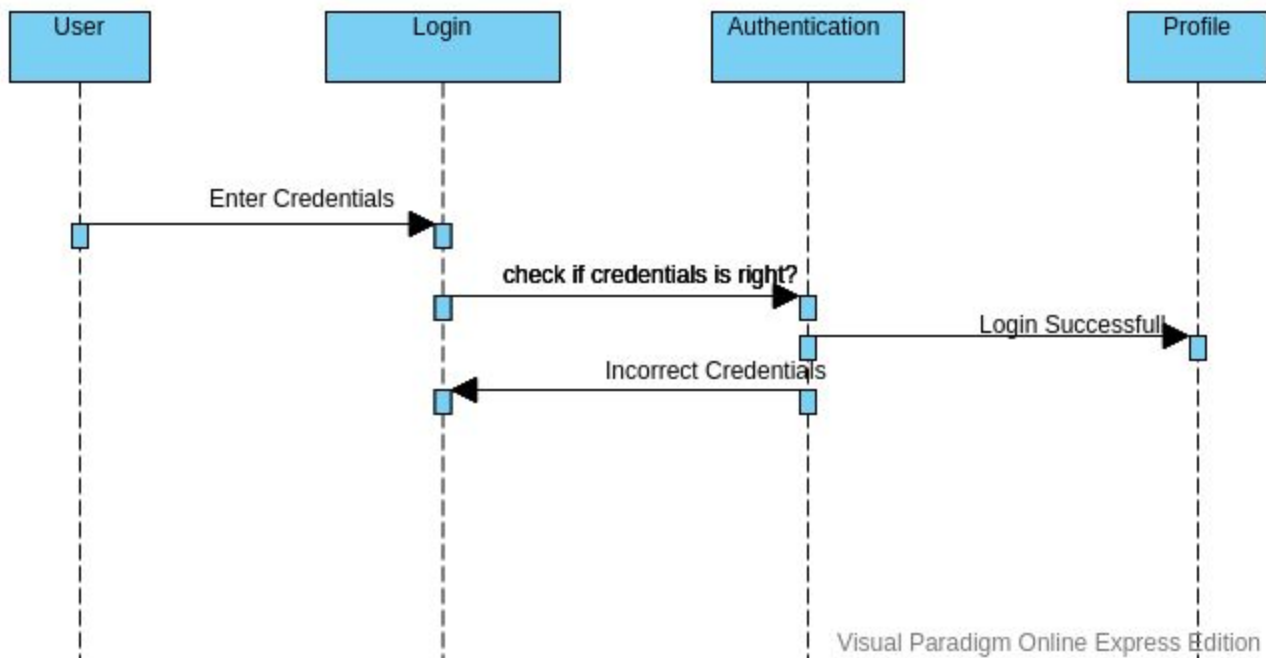 User
Login
Authentication
Profile
Enter Credentials
check if credentials is right?
Login Successfull
Incorrect Credentials
Visual Paradigm Online Express Edition